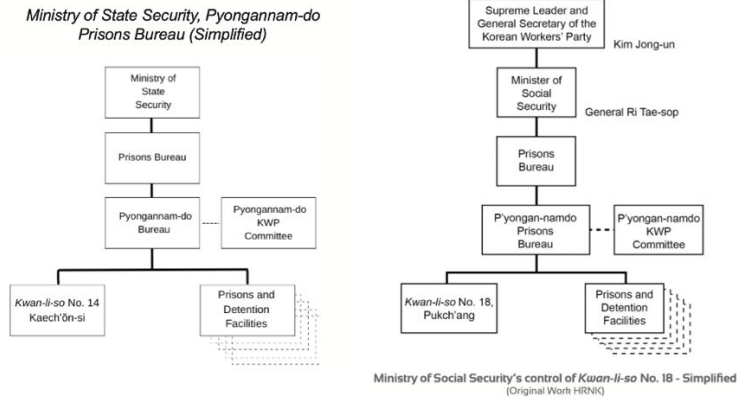 Ministry of State Security, Pyongannam-do
Prisons Bureau (Simplified)
Ministry of
State
Security
Prisons Bureau
Pyongannam-do
Bureau
Pyongannam-do
KWP
Committee
Kwan-li-so No. 14
Kaech'ŏn-si
Prisons and
Detention
Facilities
Supreme Leader and
General Secretary of the
Korean Workers' Party
Kim Jong-un
Minister of
Social
Security
General Ri Tae-sop
Prisons
Bureau
P'yongan-namdo
Prisons
Bureau
P'yongan-namdo
KWP
Committee
Kwan-li-so No. 18,
Pukch'ang
Prisons and
Detention
Facilities
Ministry of Social Security's control of Kwan-li-so No. 18 - Simplified
(Original Work HRNK)